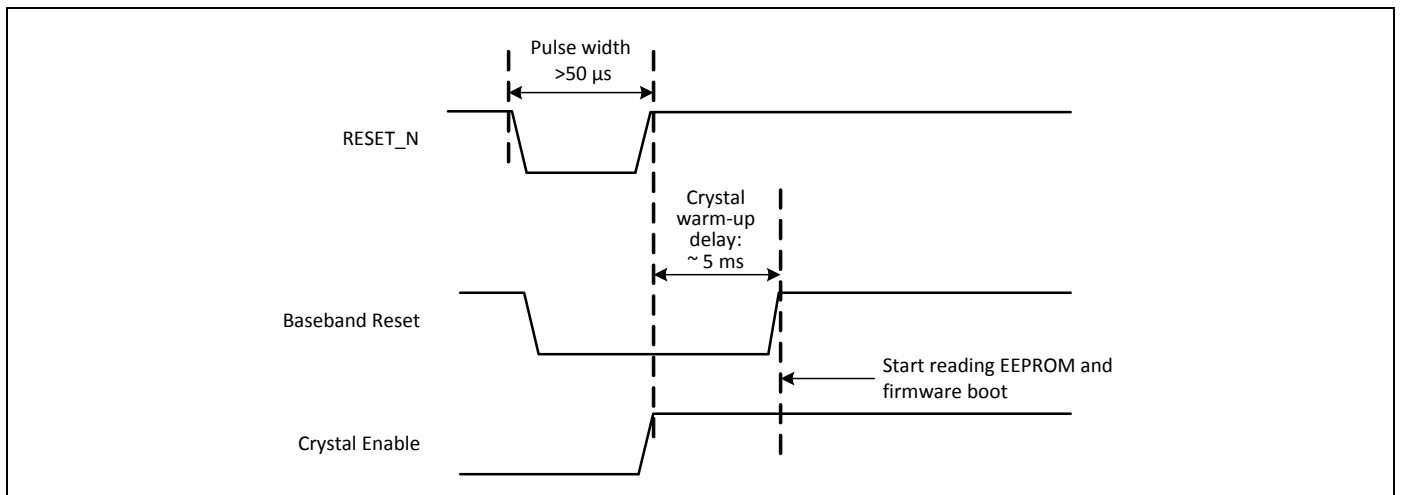 Pulse width
>50 µs
RESET_N
Crystal
warm-up
delay:
~ 5 ms
Baseband Reset
Start reading EEPROM and
firmware boot
Crystal Enable